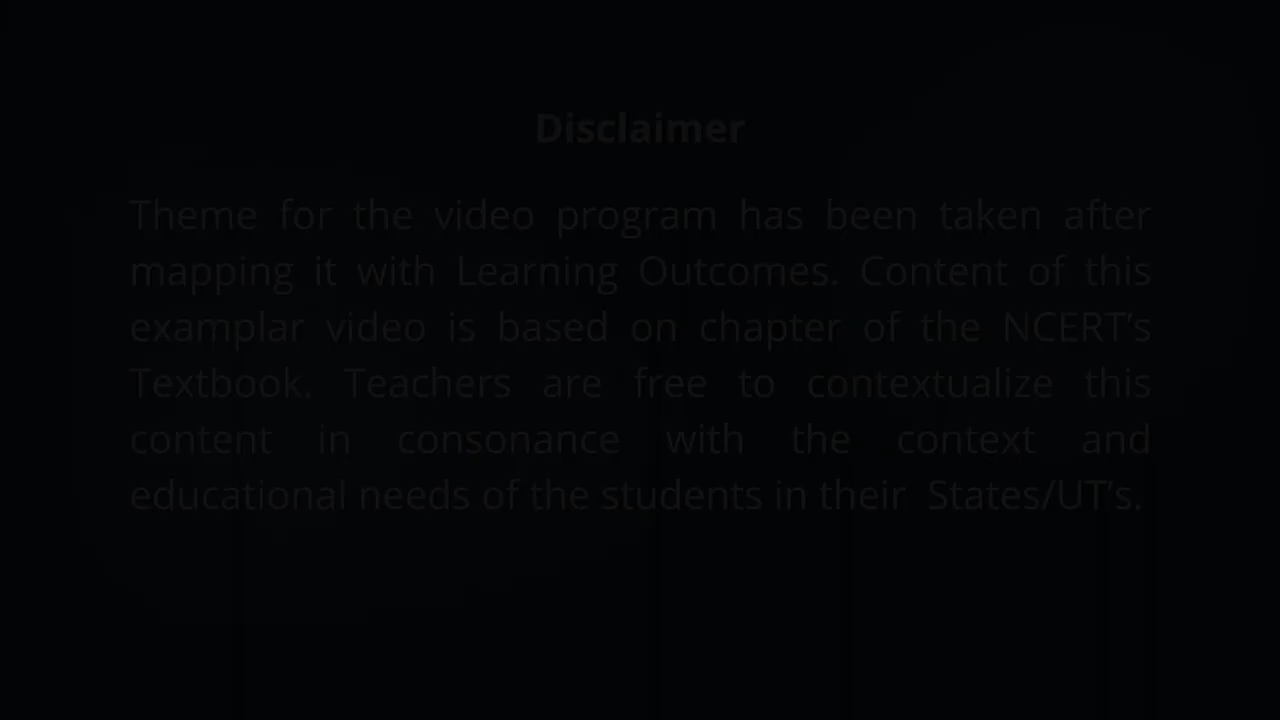 Disclaimer
Theme for the video program has been taken after
mapping it with Learning Outcomes. Content of this
examplar video is based on chapter of the NCERT’s
Textbook. Teachers are free to contextualize this
content in consonance with the context and
educational needs of the students in their States/UT’s.